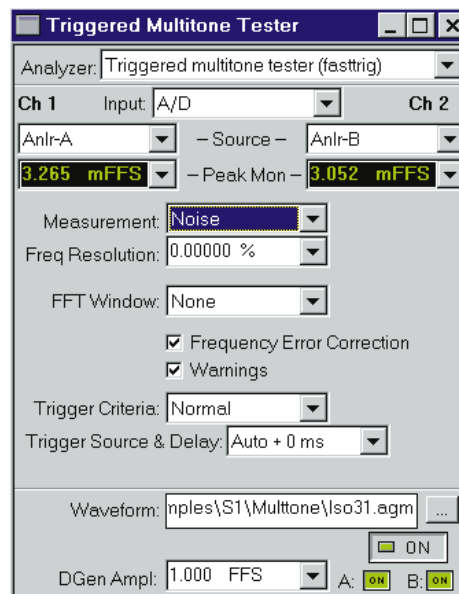 Triggered Multitone Tester
Analyzer: Triggered multitone tester (fasttrig)
Ch 1 Input: A/D Ch 2
Anlr-A – Source – Anlr-B
3.265 mFFS – Peak Mon – 3.052 mFFS
Measurement: Noise
Freq Resolution: 0.00000 %
FFT Window: None
Frequency Error Correction
Warnings
Trigger Criteria: Normal
Trigger Source & Delay: Auto + 0 ms
Waveform: nples\S1\Multtone\Iso31.agm ...
ON
DGen Ampl: 1.000 FFS A: ON B: ON